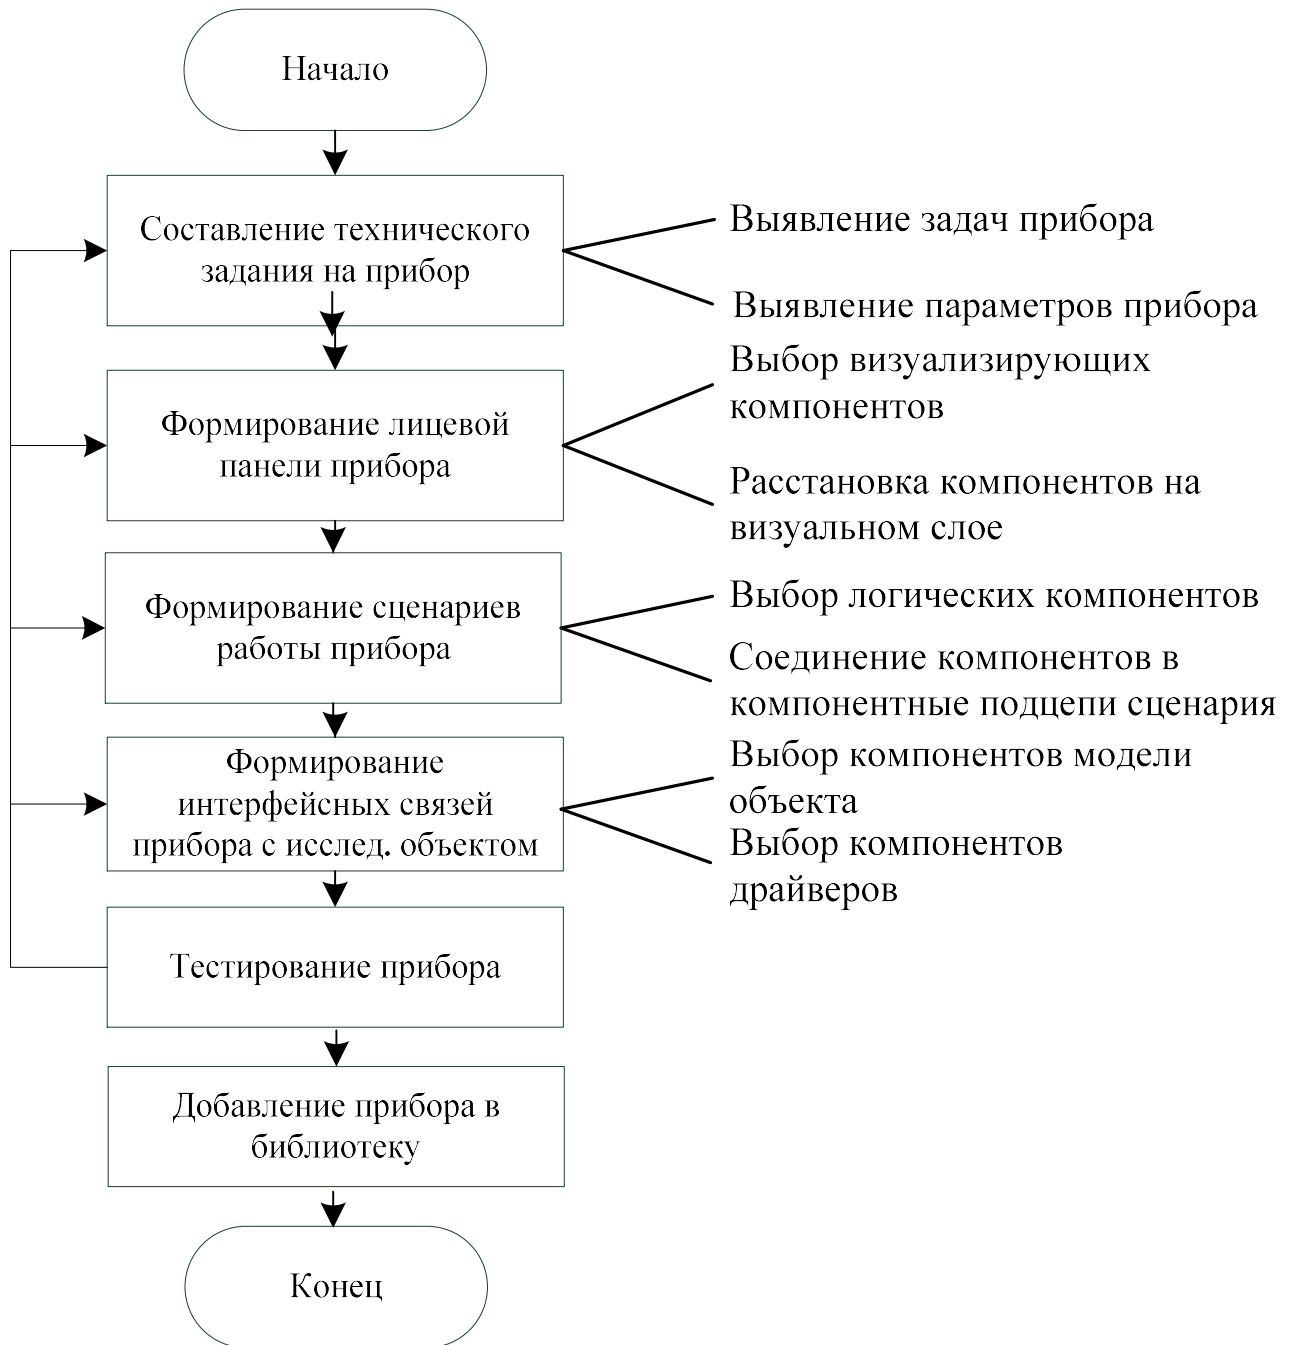 Начало
Составление технического
задания на прибор
Выявление задач прибора
Выявление параметров прибора
Формирование лицевой
панели прибора
Выбор визуализирующих
компонентов
Расстановка компонентов на
визуальном слое
Формирование сценариев
работы прибора
Выбор логических компонентов
Соединение компонентов в
компонентные подцепи сценария
Формирование
интерфейсных связей
прибора с исслед. объектом
Выбор компонентов модели
объекта
Выбор компонентов
драйверов
Тестирование прибора
Добавление прибора в
библиотеку
Конец